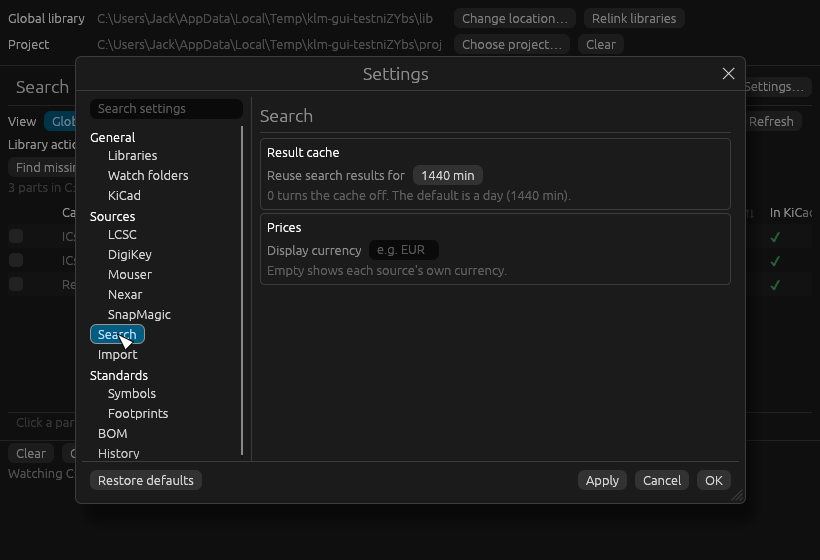 Global library C:\Users\Jack\AppData\Local\Temp\klm-gui-testniZYbs\lib Change location… Relink libraries
Project C:\Users\Jack\AppData\Local\Temp\klm-gui-testniZYbs\proj Choose project… Clear
Settings
Search
Settings…
Search settings
Search
View
Refresh
General
Library
Result cache
Libraries
Find
Reuse search results for 1440 min
Watch folders
3 parts in
0 turns the cache off. The default is a day (1440 min).
KiCad
Sources
In
Prices
LCSC
Display currency e.g. EUR
DigiKey
Empty shows each source's own currency.
Mouser
Nexar
SnapMagic
Search
Import
Standards
Symbols
Footprints
Click a
BOM
History
Clear
Watching
Restore defaults
Apply Cancel OK